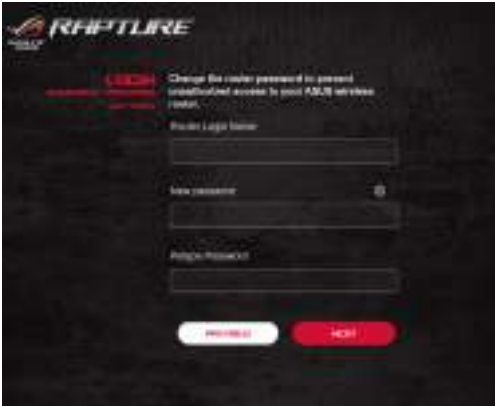 RAPTURE
LOGIN
Change the router password to prevent
unauthorized access to your ASUS wireless
router.
Router Login Name
New password
Retype Password
PREVIOUS
NEXT